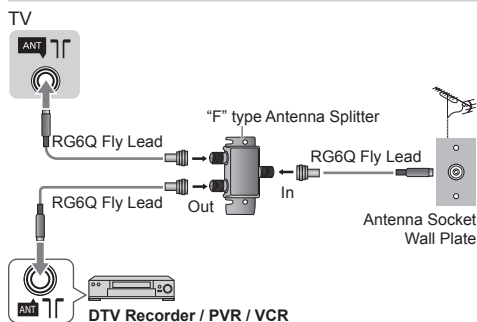 TV
ANT
"F" type Antenna Splitter
RG6Q Fly Lead
RG6Q Fly Lead
RG6Q Fly Lead
Out
In
Antenna Socket
Wall Plate
ANT
DTV Recorder / PVR / VCR